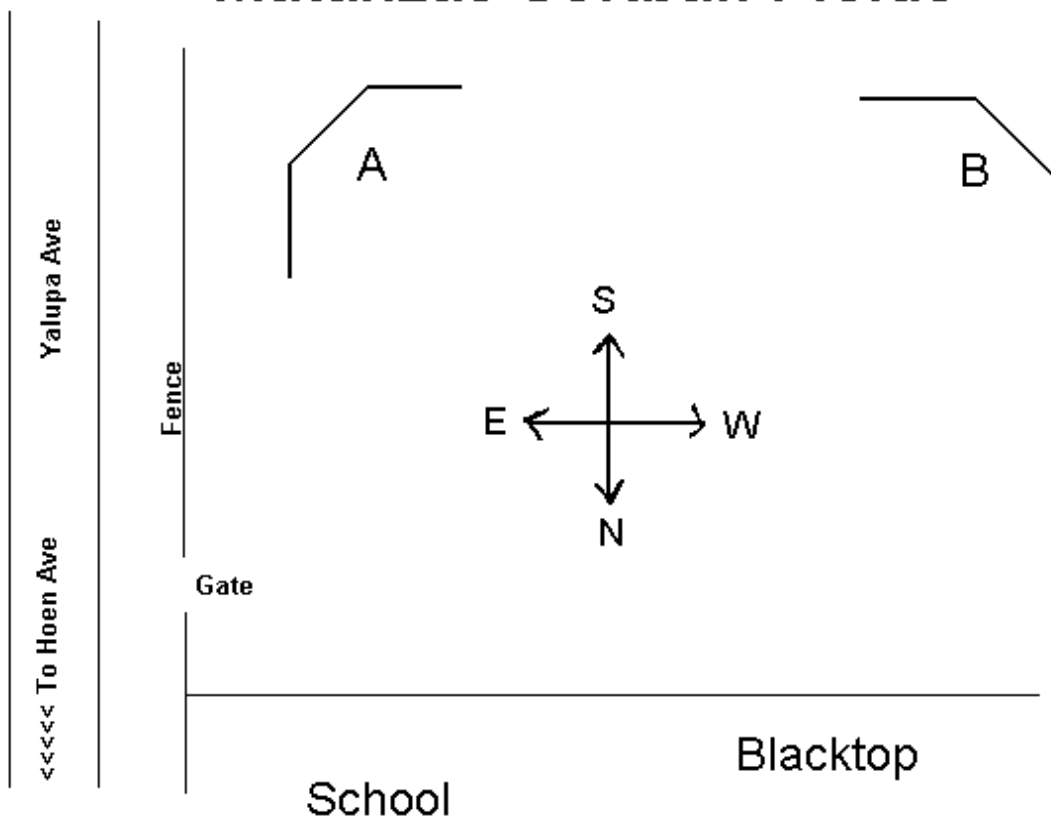 A
B
Yalupa Ave
S
Fence
E
W
N
Gate
<<<<< To Hoen Ave
Blacktop
School